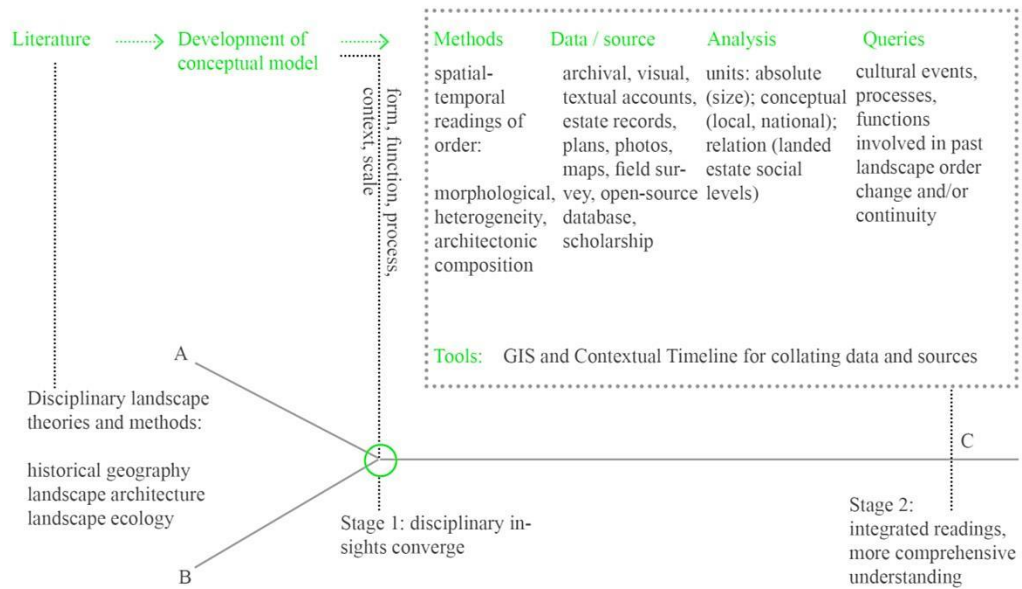 Literature
Development of
conceptual model
form, function, process,
context, scale
Methods
spatial-
temporal
readings of
order:
morphological,
heterogeneity,
architectonic
composition
Data / source
archival, visual,
textual accounts,
estate records,
plans, photos,
maps, field sur-
vey, open-source
database,
scholarship
Analysis
units: absolute
(size); conceptual
(local, national);
relation (landed
estate social
levels)
Queries
cultural events,
processes,
functions
involved in past
landscape order
change and/or
continuity
Tools: GIS and Contextual Timeline for collating data and sources
A
Disciplinary landscape
theories and methods:
historical geography
landscape architecture
landscape ecology
B
Stage 1: disciplinary in-
sights converge
C
Stage 2:
integrated readings,
more comprehensive
understanding